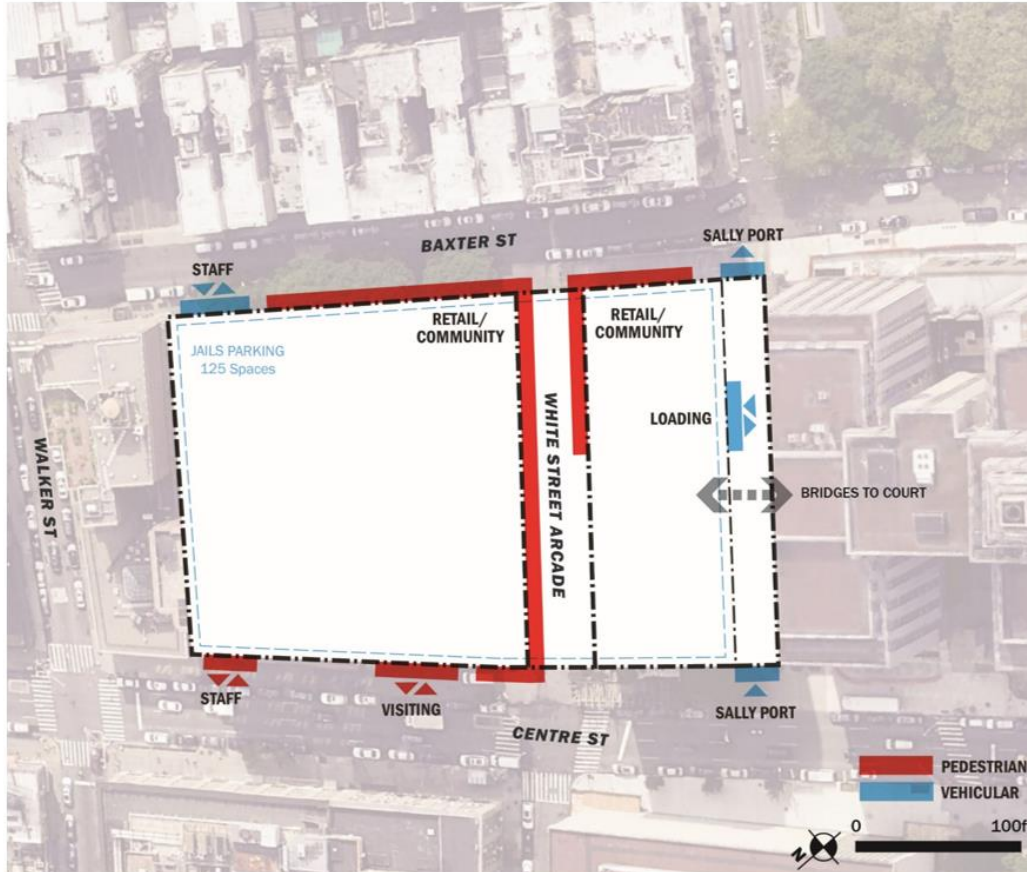 BAXTER ST
SALLY PORT
STAFF
RETAIL/
COMMUNITY
RETAIL/
COMMUNITY
JAILS PARKING
125 Spaces
WHITE STREET ARCADE
LOADING
WALKER ST
BRIDGES TO COURT
STAFF
VISITING
SALLY PORT
CENTRE ST
PEDESTRIAN
VEHICULAR
0
100f
N